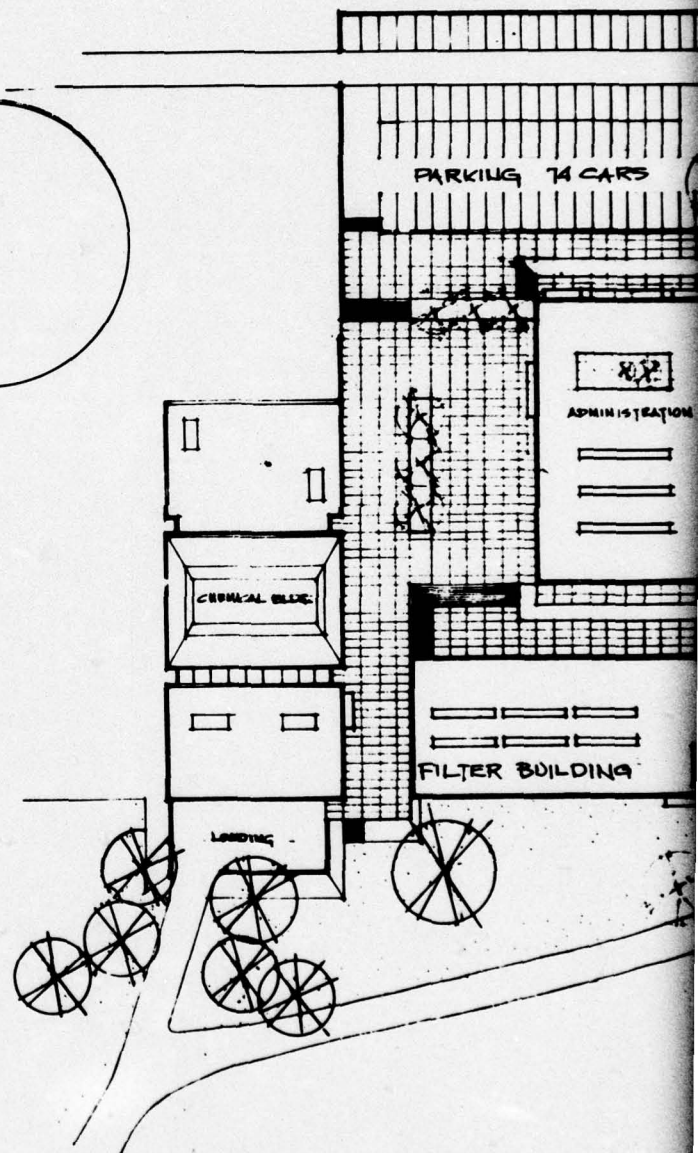 PARKING 74 CARS
ADMINISTRATION
CHEMICAL BLDG.
FILTER BUILDING
LOADING